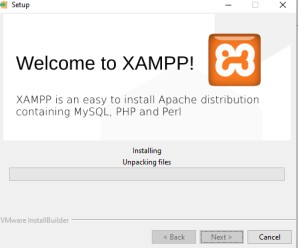 Setup
Welcome to XAMPP!
XAMPP is an easy to install Apache distribution
containing MySQL, PHP and Perl
Installing
Unpacking files
VMware InstallBuilder
< Back
Next >
Cancel